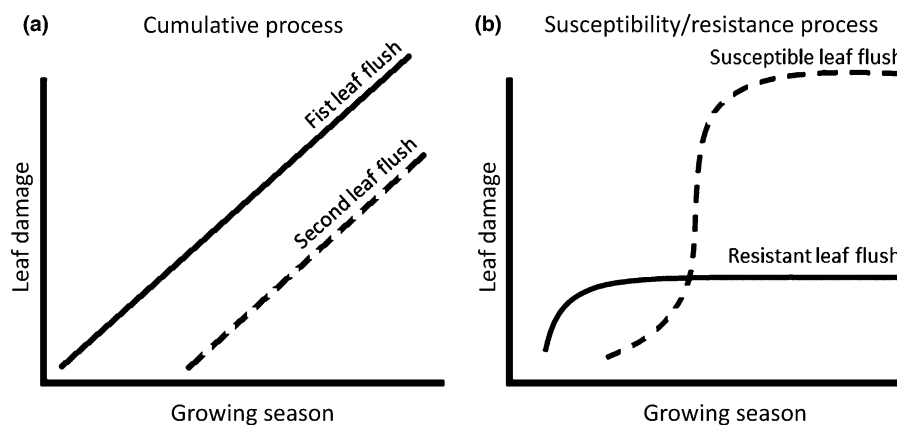 (a) Cumulative process
Fist leaf flush
Second leaf flush
Leaf damage
Growing season
(b) Susceptibility/resistance process
Susceptible leaf flush
Resistant leaf flush
Leaf damage
Growing season